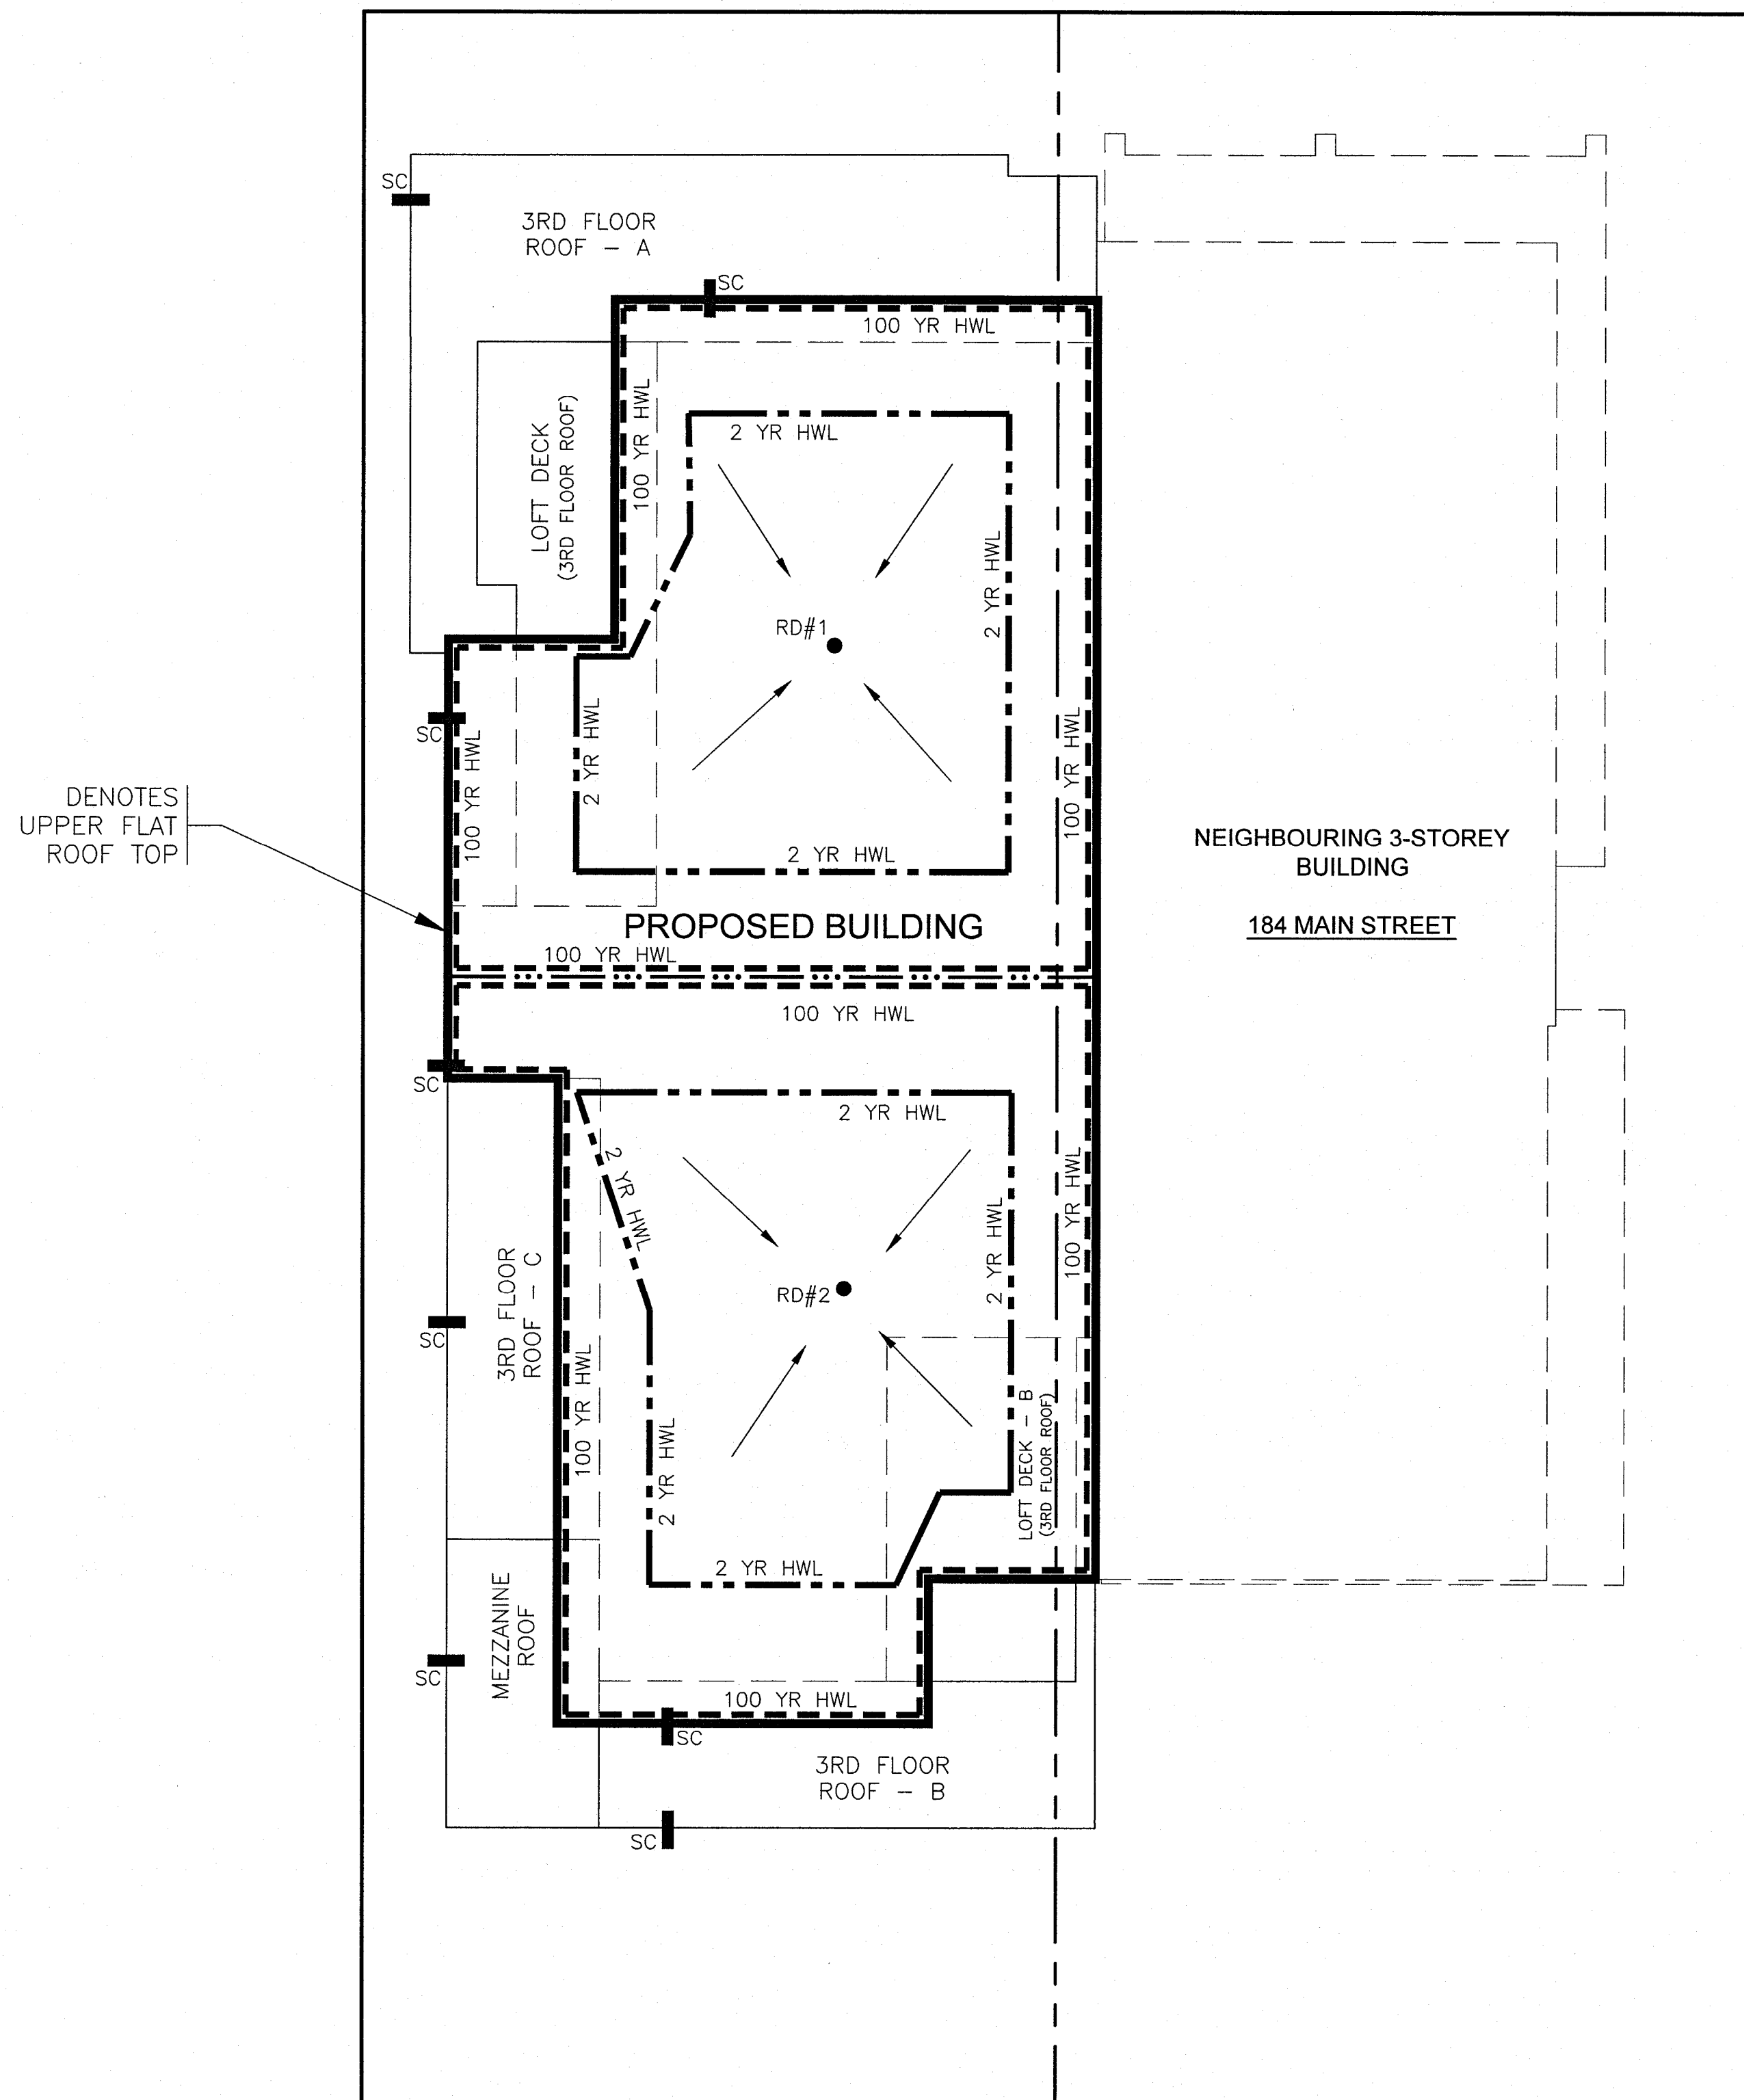 SC
3RD FLOOR
ROOF - A
SC
100 YR HWL
100 YR HWL
LOFT DECK
(3RD FLOOR ROOF)
2 YR HWL
2 YR HWL
RD#1
SC
100 YR HWL
2 YR HWL
100 YR HWL
DENOTES
UPPER FLAT
ROOF TOP
2 YR HWL
NEIGHBOURING 3-STOREY
BUILDING
184 MAIN STREET
PROPOSED BUILDING
100 YR HWL
100 YR HWL
SC
2 YR HWL
2 YR HWL
100 YR HWL
2 YR HWL
RD#2
3RD FLOOR
ROOF - C
SC
100 YR HWL
2 YR HWL
LOFT DECK - B
(3RD FLOOR ROOF)
2 YR HWL
MEZZANINE
ROOF
SC
100 YR HWL
SC
3RD FLOOR
ROOF - B
SC